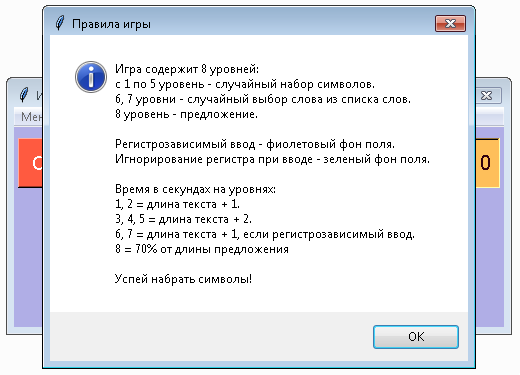 Правила игры
Игра содержит 8 уровней:
с 1 по 5 уровень - случайный набор символов.
6, 7 уровни - случайный выбор слова из списка слов.
8 уровень - предложение.
Регистрозависимый ввод - фиолетовый фон поля.
Игнорирование регистра при вводе - зеленый фон поля.
Время в секундах на уровнях:
1, 2 = длина текста + 1.
3, 4, 5 = длина текста + 2.
6, 7 = длина текста + 1, если регистрозависимый ввод.
8 = 70% от длины предложения
Успей набрать символы!
OK
0